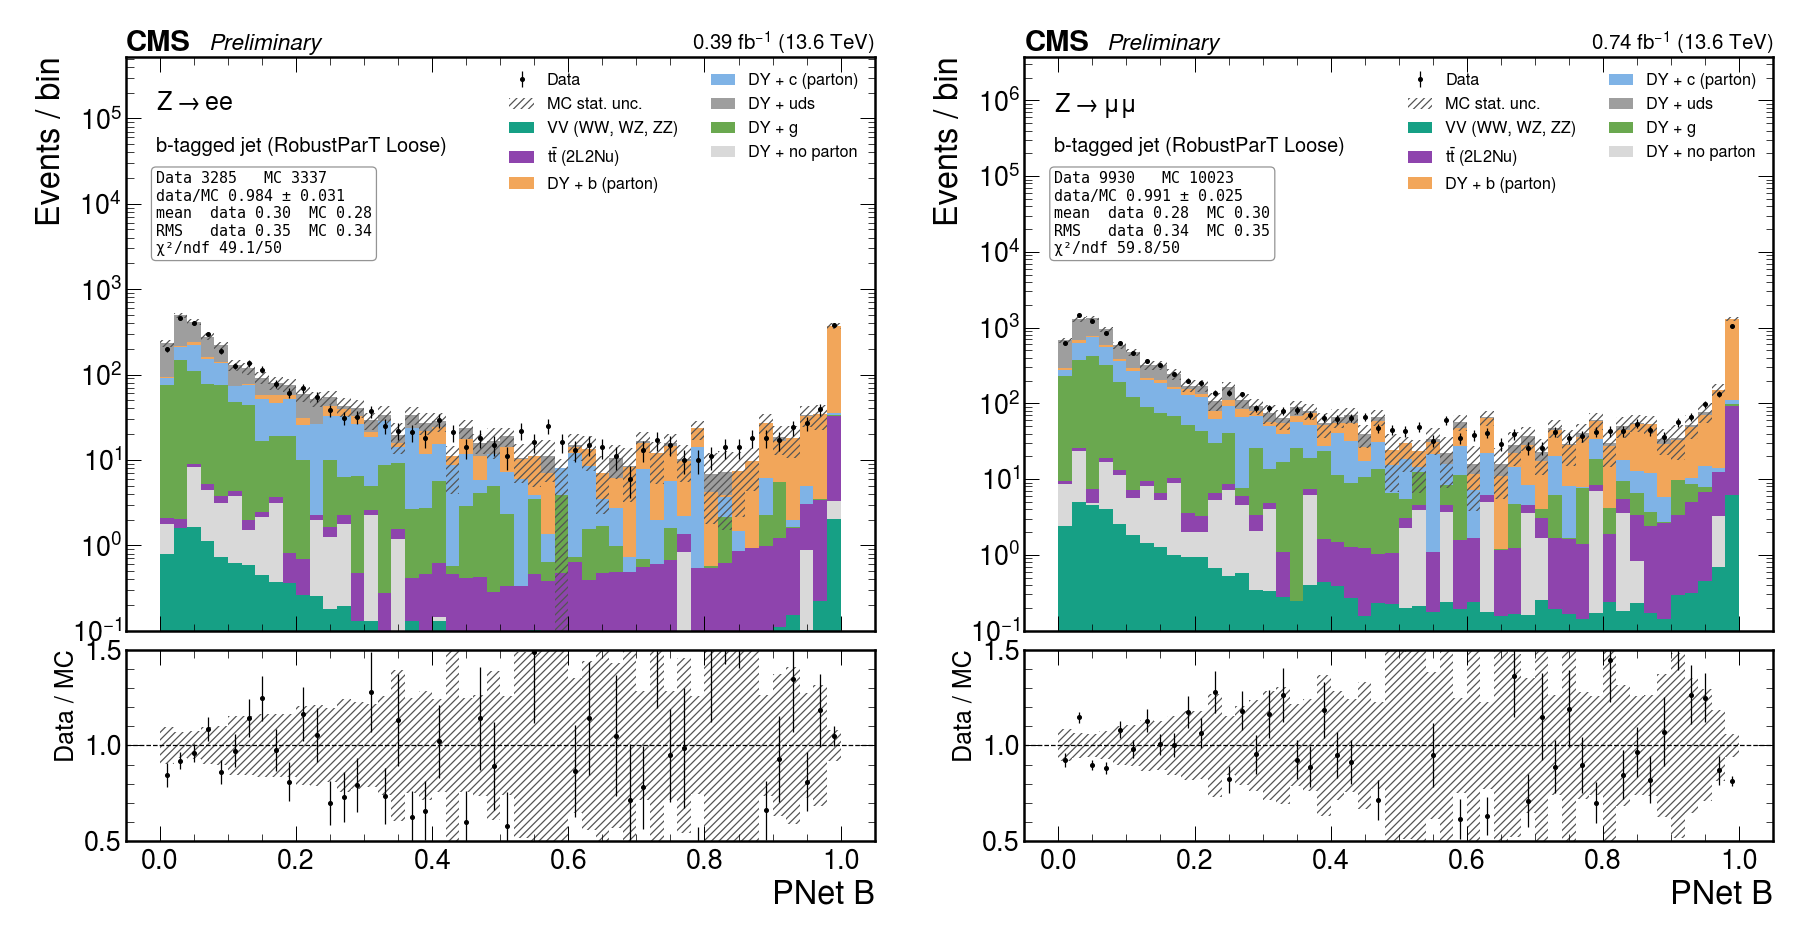 CMS Preliminary 0.39 fb⁻¹ (13.6 TeV)
Events / bin
Z → ee
b-tagged jet (RobustParT Loose)
Data 3285 MC 3337
data/MC 0.984 ± 0.031
mean data 0.30 MC 0.28
RMS data 0.35 MC 0.34
χ²/ndf 49.1/50
Data
MC stat. unc.
VV (WW, WZ, ZZ)
tt̄ (2L2Nu)
DY + b (parton)
DY + c (parton)
DY + uds
DY + g
DY + no parton
10⁵
10⁴
10³
10²
10¹
10⁰
10⁻¹
Data / MC
1.5
1.0
0.5
0.0 0.2 0.4 0.6 0.8 1.0
PNet B
CMS Preliminary 0.74 fb⁻¹ (13.6 TeV)
Events / bin
Z → μμ
b-tagged jet (RobustParT Loose)
Data 9930 MC 10023
data/MC 0.991 ± 0.025
mean data 0.28 MC 0.30
RMS data 0.34 MC 0.35
χ²/ndf 59.8/50
Data
MC stat. unc.
VV (WW, WZ, ZZ)
tt̄ (2L2Nu)
DY + b (parton)
DY + c (parton)
DY + uds
DY + g
DY + no parton
10⁶
10⁵
10⁴
10³
10²
10¹
10⁰
10⁻¹
Data / MC
1.5
1.0
0.5
0.0 0.2 0.4 0.6 0.8 1.0
PNet B